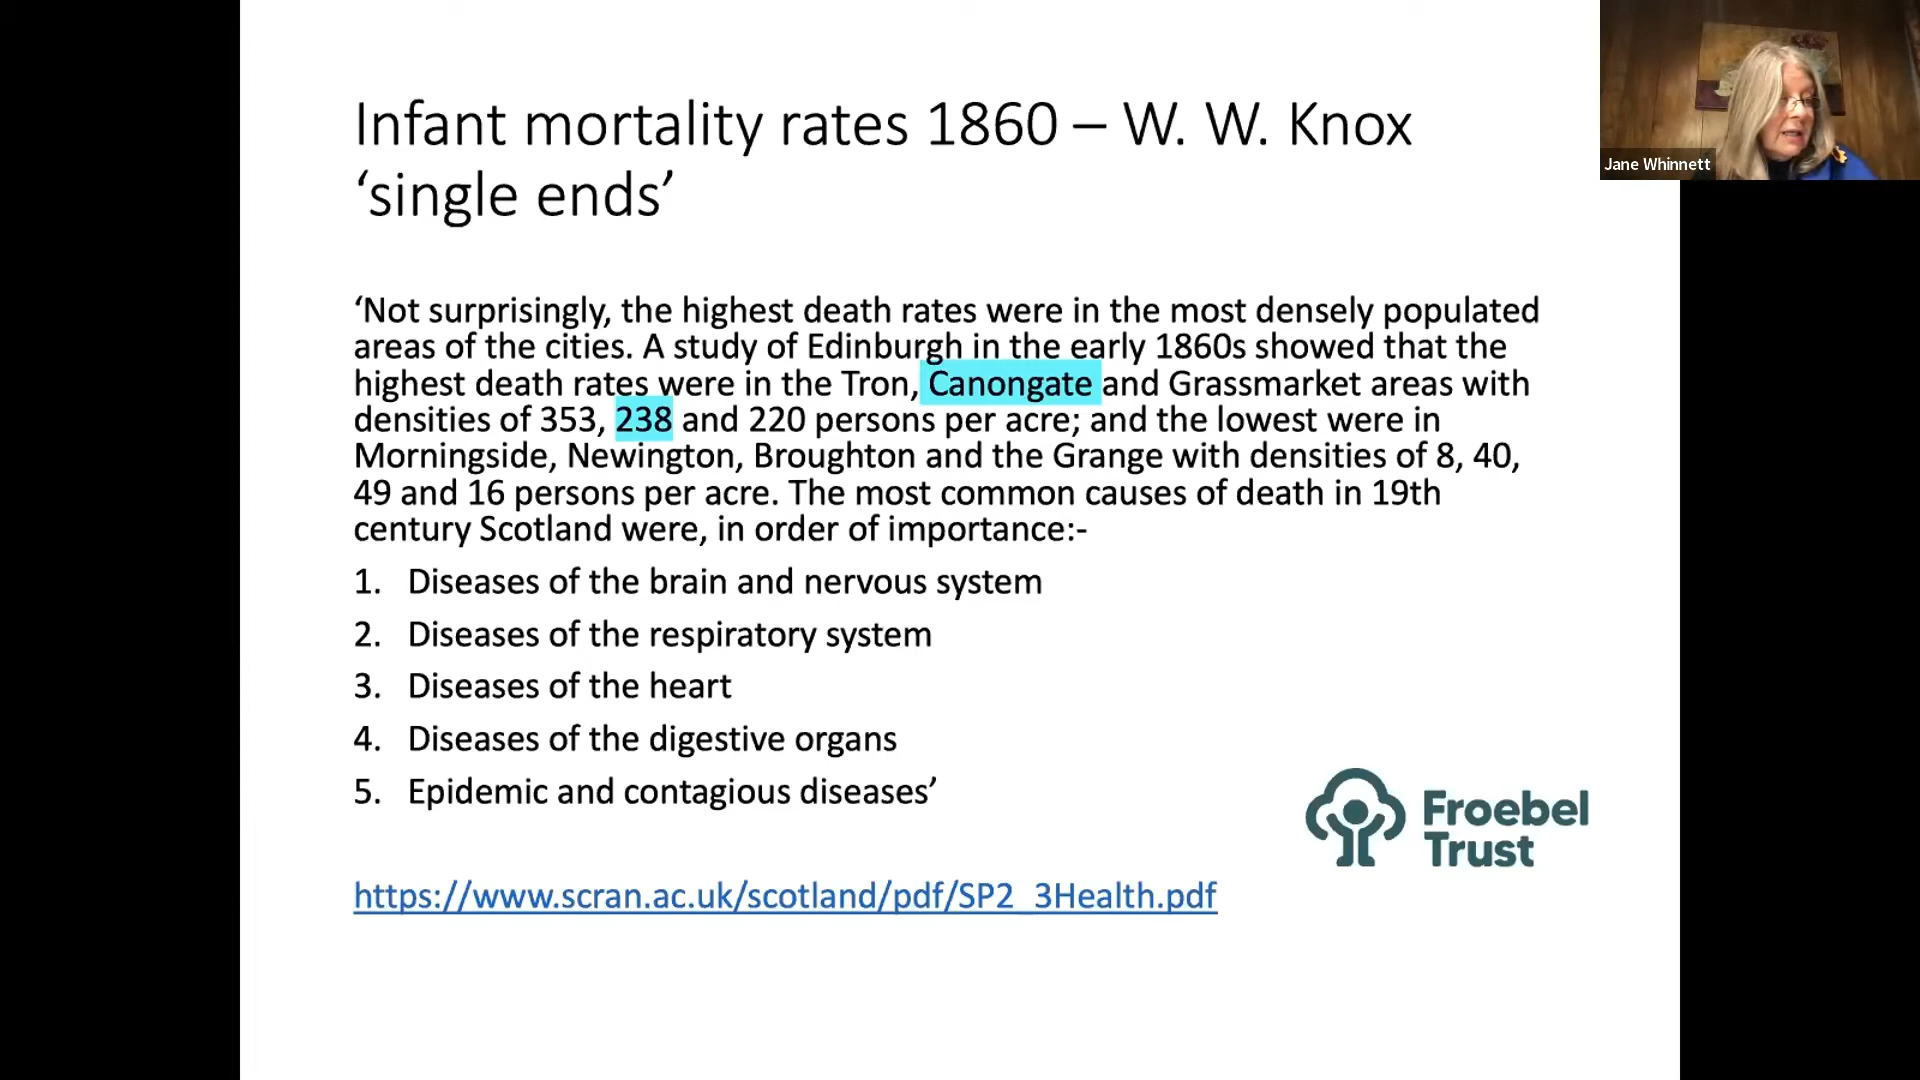 Infant mortality rates 1860 – W. W. Knox
‘single ends’
Jane Whinnett
‘Not surprisingly, the highest death rates were in the most densely populated
areas of the cities. A study of Edinburgh in the early 1860s showed that the
highest death rates were in the Tron, Canongate and Grassmarket areas with
densities of 353, 238 and 220 persons per acre; and the lowest were in
Morningside, Newington, Broughton and the Grange with densities of 8, 40,
49 and 16 persons per acre. The most common causes of death in 19th
century Scotland were, in order of importance:-
1. Diseases of the brain and nervous system
2. Diseases of the respiratory system
3. Diseases of the heart
4. Diseases of the digestive organs
5. Epidemic and contagious diseases’
Froebel
Trust
https://www.scran.ac.uk/scotland/pdf/SP2_3Health.pdf